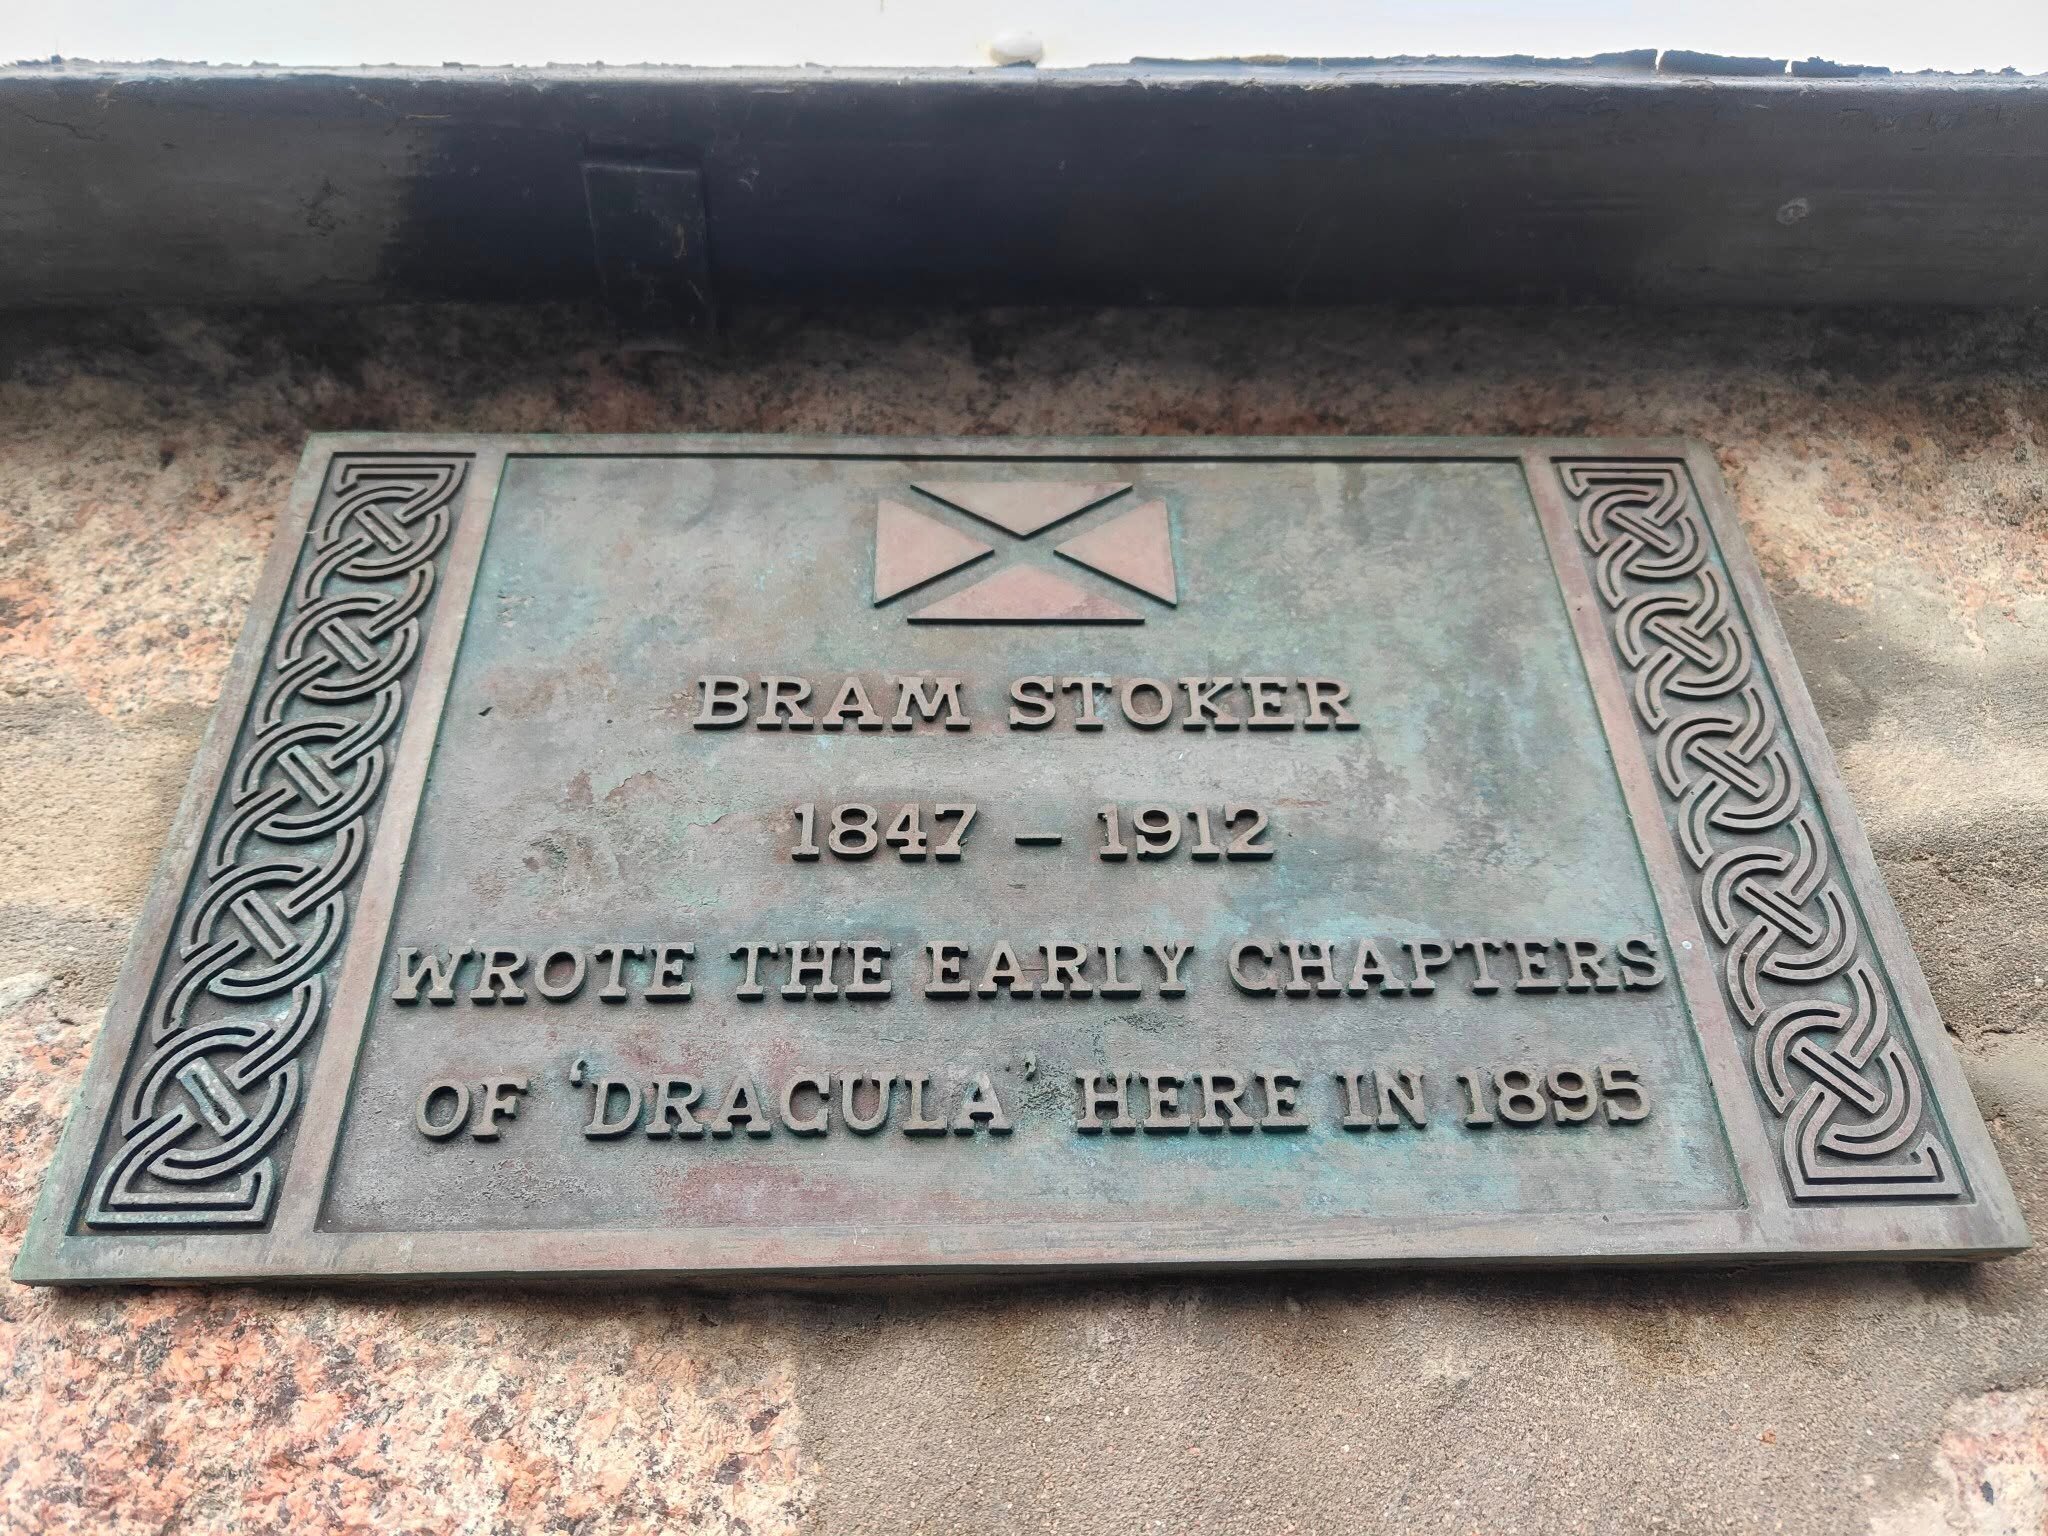 BRAM STOKER
1847 – 1912
WROTE THE EARLY CHAPTERS
OF 'DRACULA' HERE IN 1895